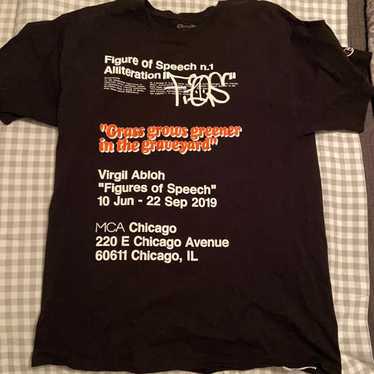 Figure of Speech n.1
Alliteration"
"Grass grows greener
in the graveyard"
Virgil Abloh
"Figures of Speech"
10 Jun - 22 Sep 2019
MCA Chicago
220 E Chicago Avenue
60611 Chicago, IL